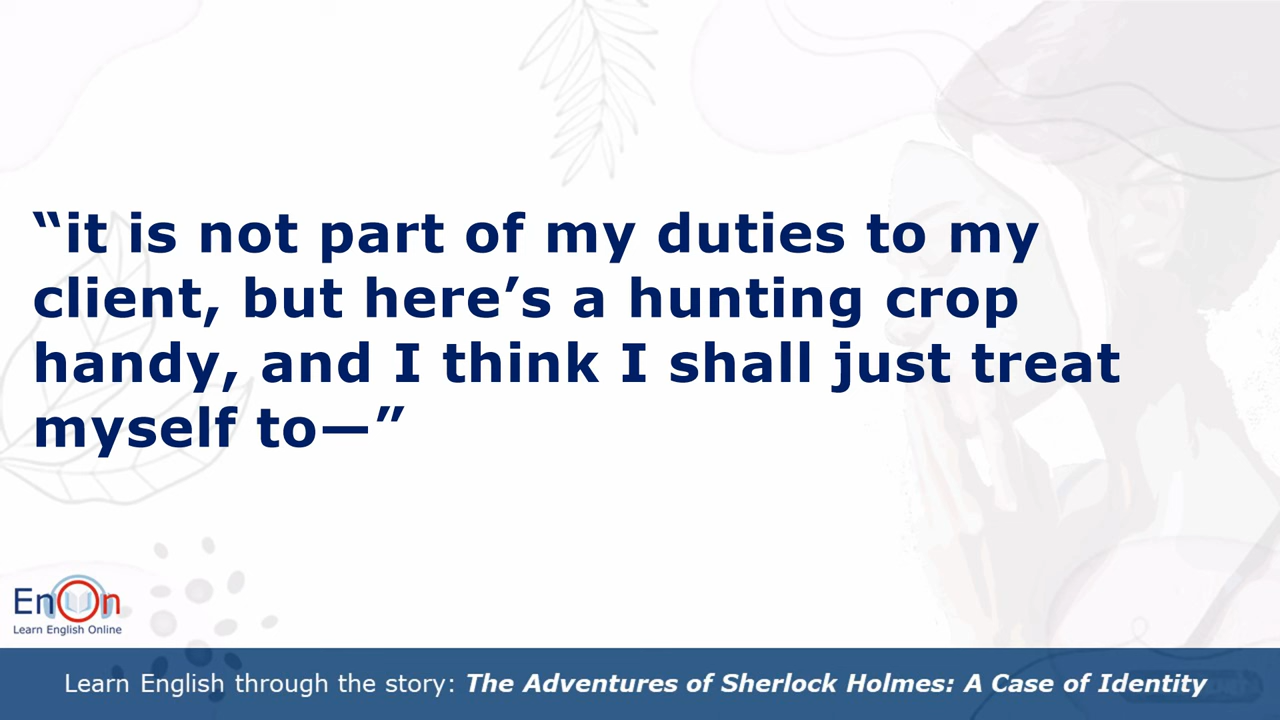 “it is not part of my duties to my
client, but here’s a hunting crop
handy, and I think I shall just treat
myself to—”
EnOn
Learn English Online
Learn English through the story: The Adventures of Sherlock Holmes: A Case of Identity